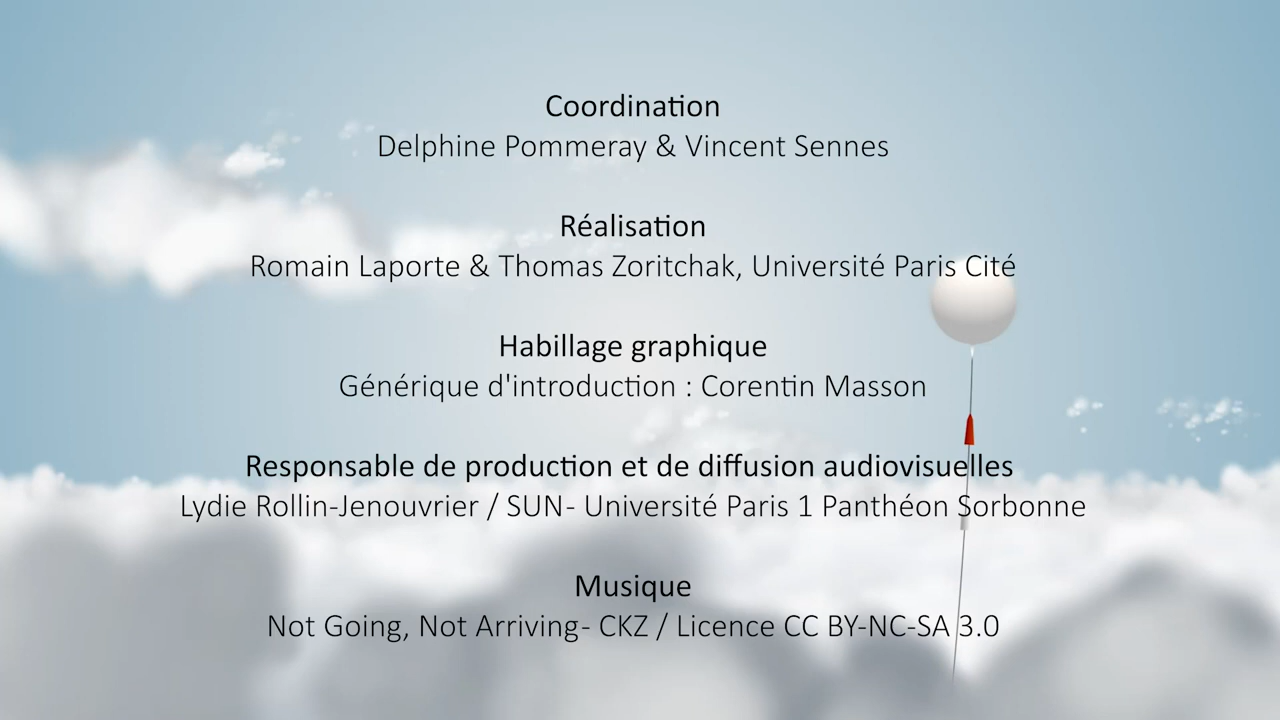 Coordination
Delphine Pommeray & Vincent Sennes
Réalisation
Romain Laporte & Thomas Zoritchak, Université Paris Cité
Habillage graphique
Générique d'introduction : Corentin Masson
Responsable de production et de diffusion audiovisuelles
Lydie Rollin-Jenouvrier / SUN- Université Paris 1 Panthéon Sorbonne
Musique
Not Going, Not Arriving- CKZ / Licence CC BY-NC-SA 3.0